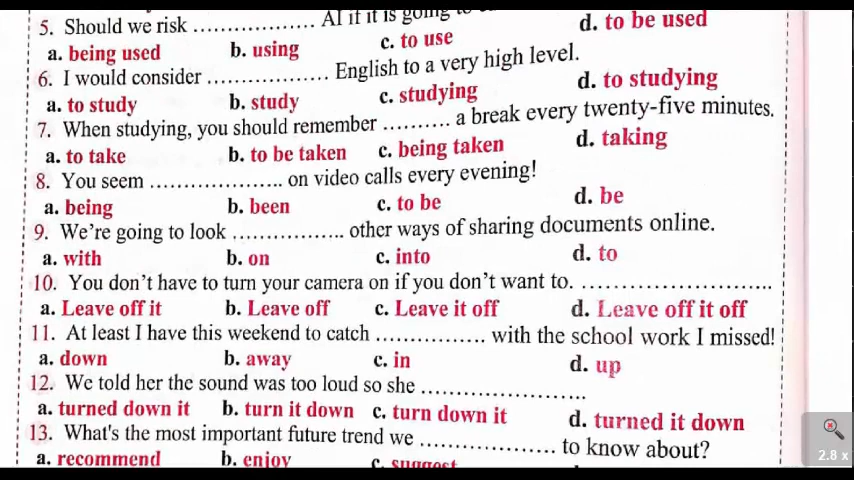 5. Should we risk ................ AI if it is going to
a. being used b. using c. to use d. to be used
6. I would consider ................ English to a very high level.
a. to study b. study c. studying d. to studying
7. When studying, you should remember .......... a break every twenty-five minutes.
a. to take b. to be taken c. being taken d. taking
8. You seem ..................... on video calls every evening!
a. being b. been c. to be d. be
9. We're going to look ................. other ways of sharing documents online.
a. with b. on c. into d. to
10. You don't have to turn your camera on if you don't want to. ..........................
a. Leave off it b. Leave off c. Leave it off d. Leave off it off
11. At least I have this weekend to catch ................ with the school work I missed!
a. down b. away c. in d. up
12. We told her the sound was too loud so she ......................
a. turned down it b. turn it down c. turn down it d. turned it down
13. What's the most important future trend we .................. to know about?
a. recommend b. enjoy c. suggest
2.8 x